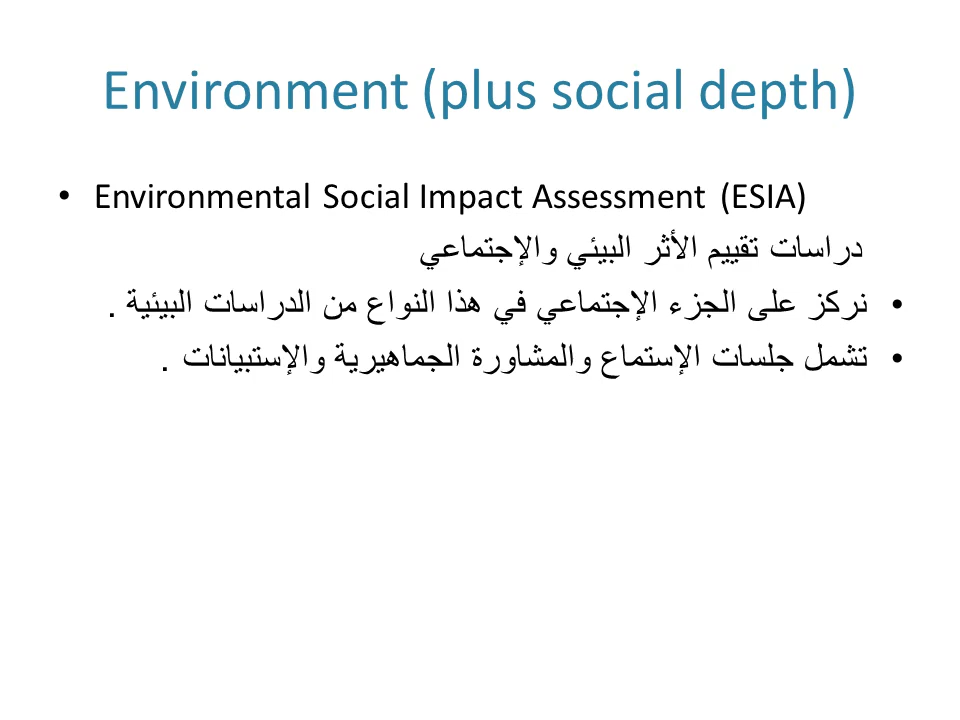 Environment (plus social depth)
• Environmental Social Impact Assessment (ESIA)
دراسات تقييم الأثر البيئي والإجتماعي
• نركز على الجزء الإجتماعي في هذا النواع من الدراسات البيئية .
• تشمل جلسات الإستماع والمشاورة الجماهيرية والإستبيانات .